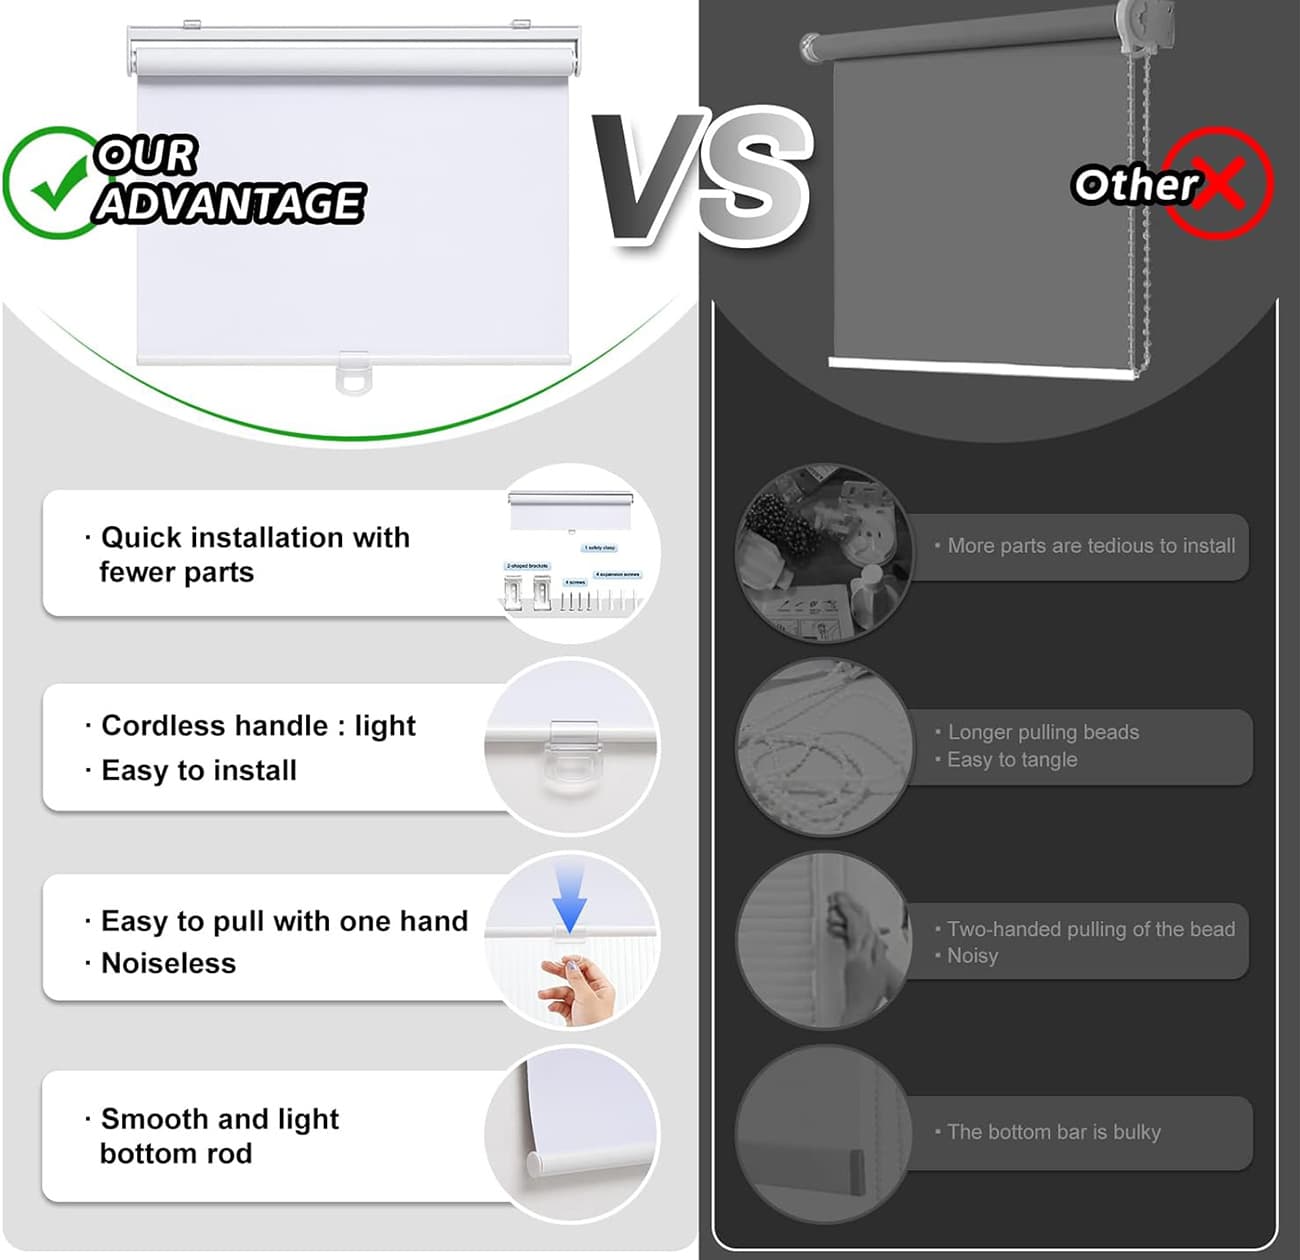 OUR
ADVANTAGE
VS
Other
· Quick installation with
fewer parts
1 safety clasp
2-shaped brackets
4 screws
4 expansion screws
· Cordless handle : light
· Easy to install
· Easy to pull with one hand
· Noiseless
· Smooth and light
bottom rod
▪ More parts are tedious to install
▪ Longer pulling beads
▪ Easy to tangle
▪ Two-handed pulling of the bead
▪ Noisy
▪ The bottom bar is bulky